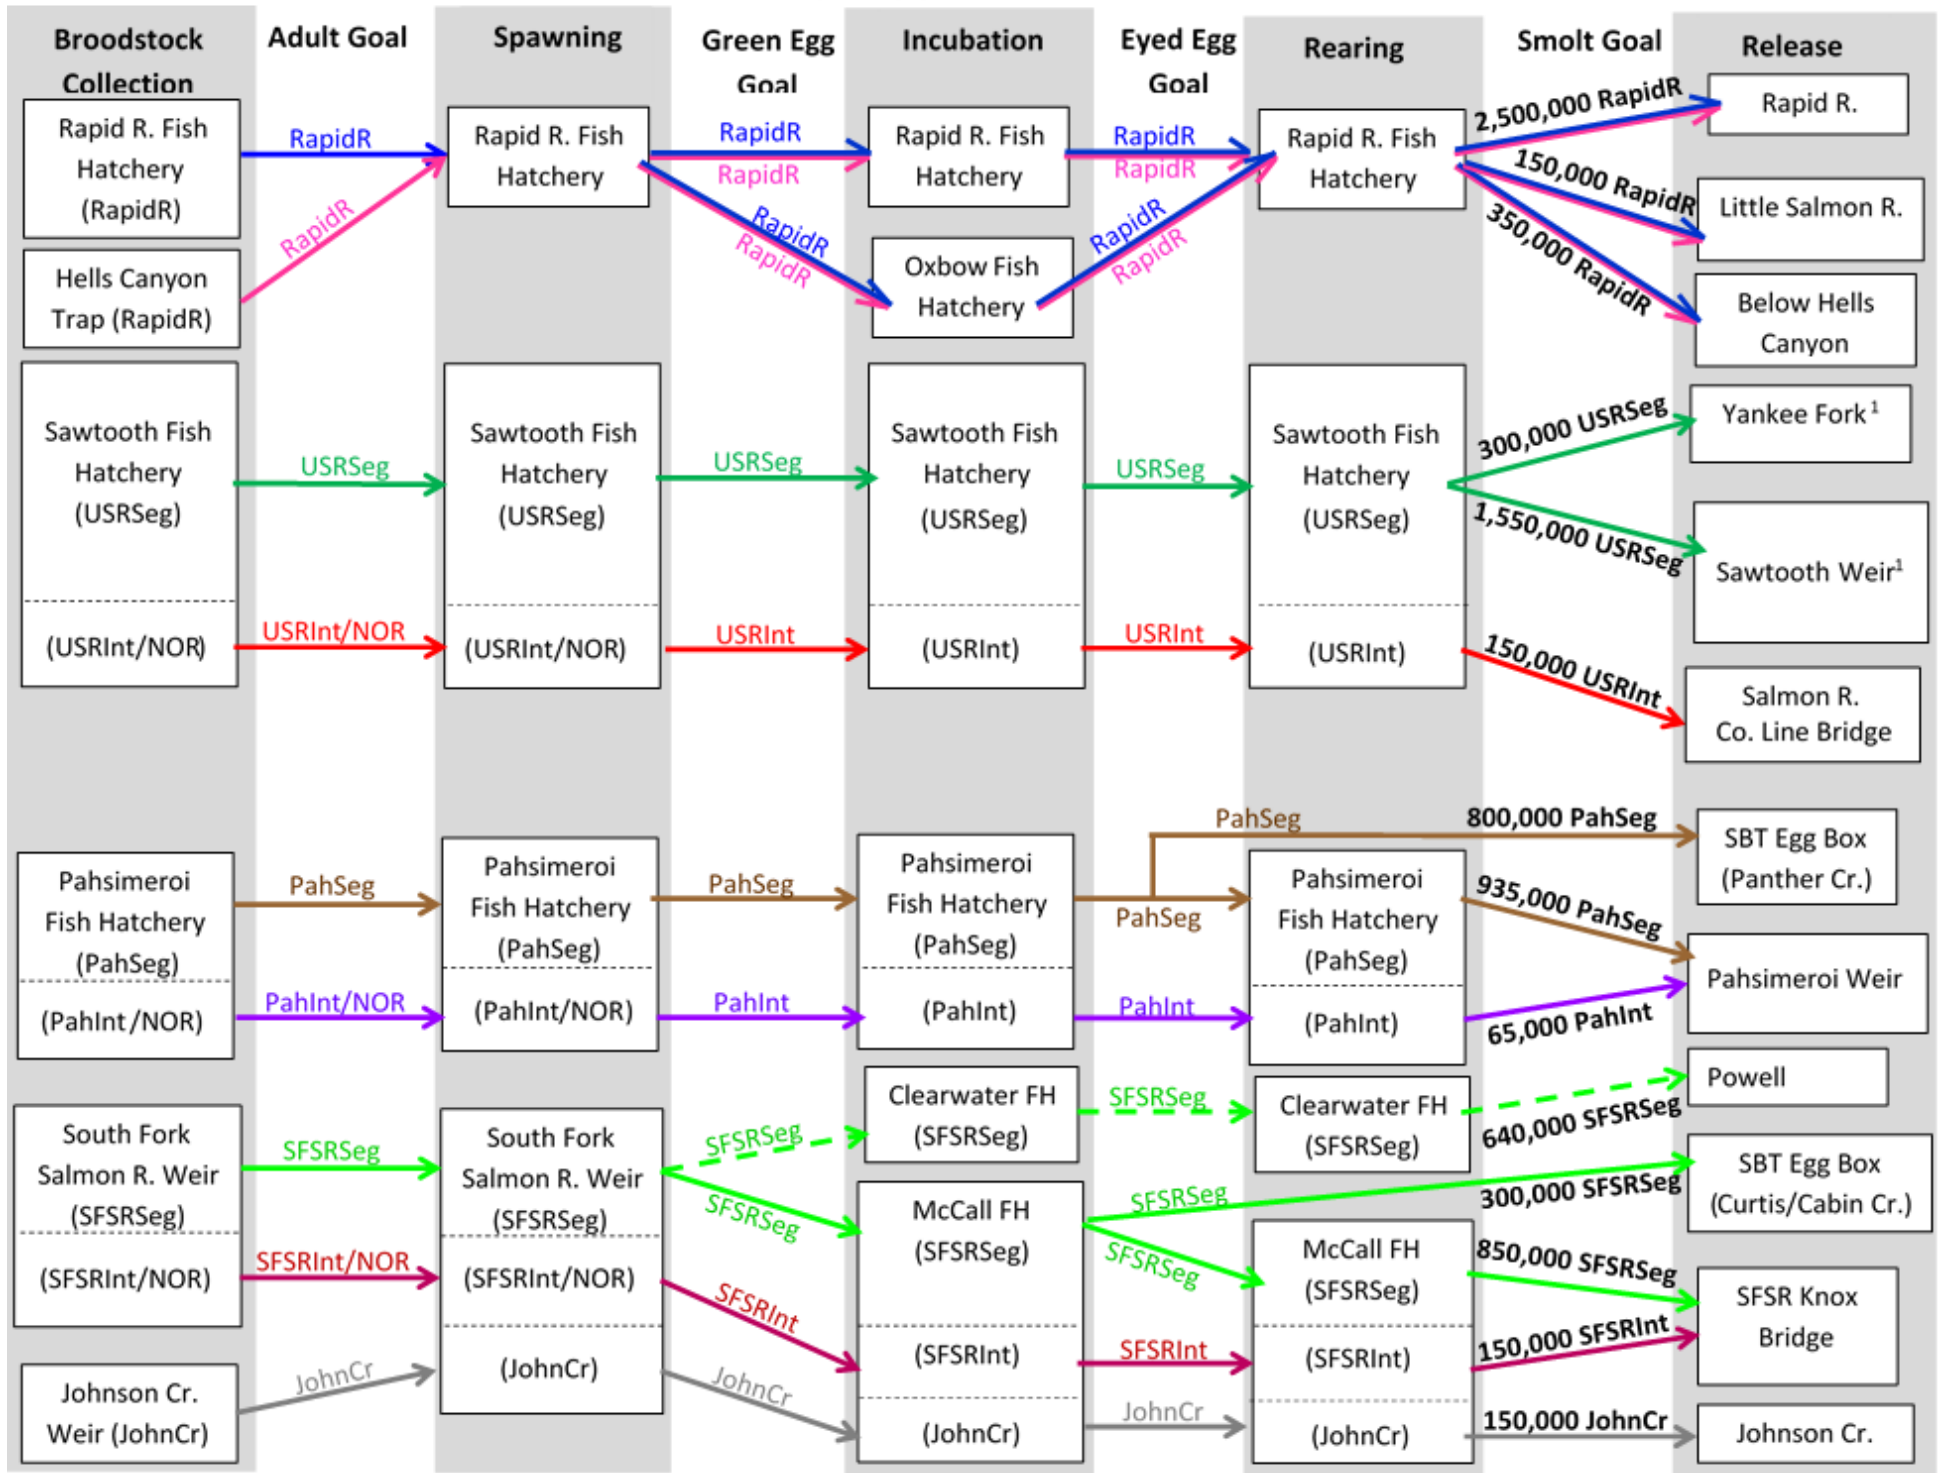 Broodstock
Collection
Adult Goal
Spawning
Green Egg
Goal
Incubation
Eyed Egg
Goal
Rearing
Smolt Goal
Release
Rapid R. Fish
Hatchery
(RapidR)
Hells Canyon
Trap (RapidR)
RapidR
RapidR
Rapid R. Fish
Hatchery
RapidR
RapidR
RapidR
RapidR
Rapid R. Fish
Hatchery
Oxbow Fish
Hatchery
RapidR
RapidR
RapidR
RapidR
Rapid R. Fish
Hatchery
2,500,000 RapidR
150,000 RapidR
350,000 RapidR
Rapid R.
Little Salmon R.
Below Hells
Canyon
Sawtooth Fish
Hatchery
(USRSeg)
(USRInt/NOR)
USRSeg
USRInt/NOR
Sawtooth Fish
Hatchery
(USRSeg)
(USRInt/NOR)
USRSeg
USRInt
Sawtooth Fish
Hatchery
(USRSeg)
(USRInt)
USRSeg
USRInt
Sawtooth Fish
Hatchery
(USRSeg)
(USRInt)
300,000 USRSeg
1,550,000 USRSeg
150,000 USRInt
Yankee Fork 1
Sawtooth Weir1
Salmon R.
Co. Line Bridge
Pahsimeroi
Fish Hatchery
(PahSeg)
(PahInt/NOR)
PahSeg
PahInt/NOR
Pahsimeroi
Fish Hatchery
(PahSeg)
(PahInt/NOR)
PahSeg
PahInt
Pahsimeroi
Fish Hatchery
(PahSeg)
(PahInt)
PahSeg
PahSeg
PahInt
Pahsimeroi
Fish Hatchery
(PahSeg)
(PahInt)
800,000 PahSeg
935,000 PahSeg
65,000 PahInt
SBT Egg Box
(Panther Cr.)
Pahsimeroi Weir
South Fork
Salmon R. Weir
(SFSRSeg)
(SFSRInt/NOR)
Johnson Cr.
Weir (JohnCr)
SFSRSeg
SFSRInt/NOR
JohnCr
South Fork
Salmon R. Weir
(SFSRSeg)
(SFSRInt/NOR)
(JohnCr)
SFSRSeg
SFSRSeg
SFSRInt
JohnCr
Clearwater FH
(SFSRSeg)
McCall FH
(SFSRSeg)
(SFSRInt)
(JohnCr)
SFSRSeg
SFSRSeg
SFSRSeg
SFSRInt
JohnCr
Clearwater FH
(SFSRSeg)
McCall FH
(SFSRSeg)
(SFSRInt)
(JohnCr)
640,000 SFSRSeg
300,000 SFSRSeg
850,000 SFSRSeg
150,000 SFSRInt
150,000 JohnCr
Powell
SBT Egg Box
(Curtis/Cabin Cr.)
SFSR Knox
Bridge
Johnson Cr.